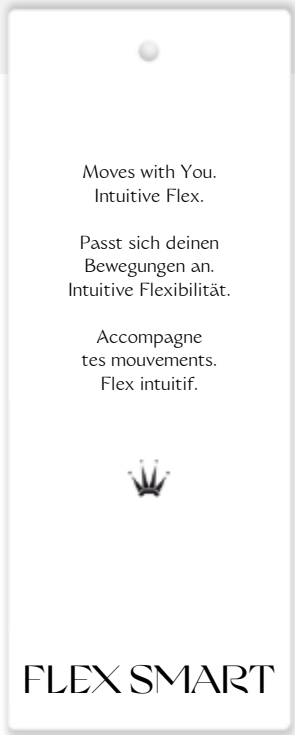 Moves with You.
Intuitive Flex.
Passt sich deinen
Bewegungen an.
Intuitive Flexibilität.
Accompagne
tes mouvements.
Flex intuitif.
FLEX SMART